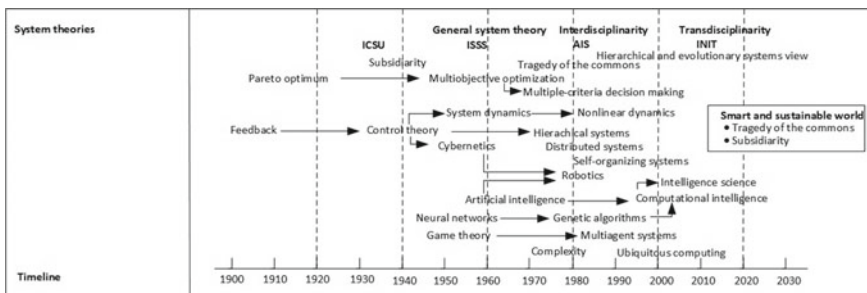 System theories
General system theory
Interdisciplinarity
Transdisciplinarity
ICSU
ISSS
AIS
INIT
Hierarchical and evolutionary systems view
Subsidiarity
Tragedy of the commons
Pareto optimum
Multiobjective optimization
Multiple-criteria decision making
System dynamics
Nonlinear dynamics
Smart and sustainable world
• Tragedy of the commons
• Subsidiarity
Feedback
Control theory
Hierachical systems
Cybernetics
Distributed systems
Self-organizing systems
Robotics
Intelligence science
Artificial intelligence
Computational intelligence
Neural networks
Genetic algorithms
Game theory
Multiagent systems
Complexity
Ubiquitous computing
Timeline
1900 1910 1920 1930 1940 1950 1960 1970 1980 1990 2000 2010 2020 2030